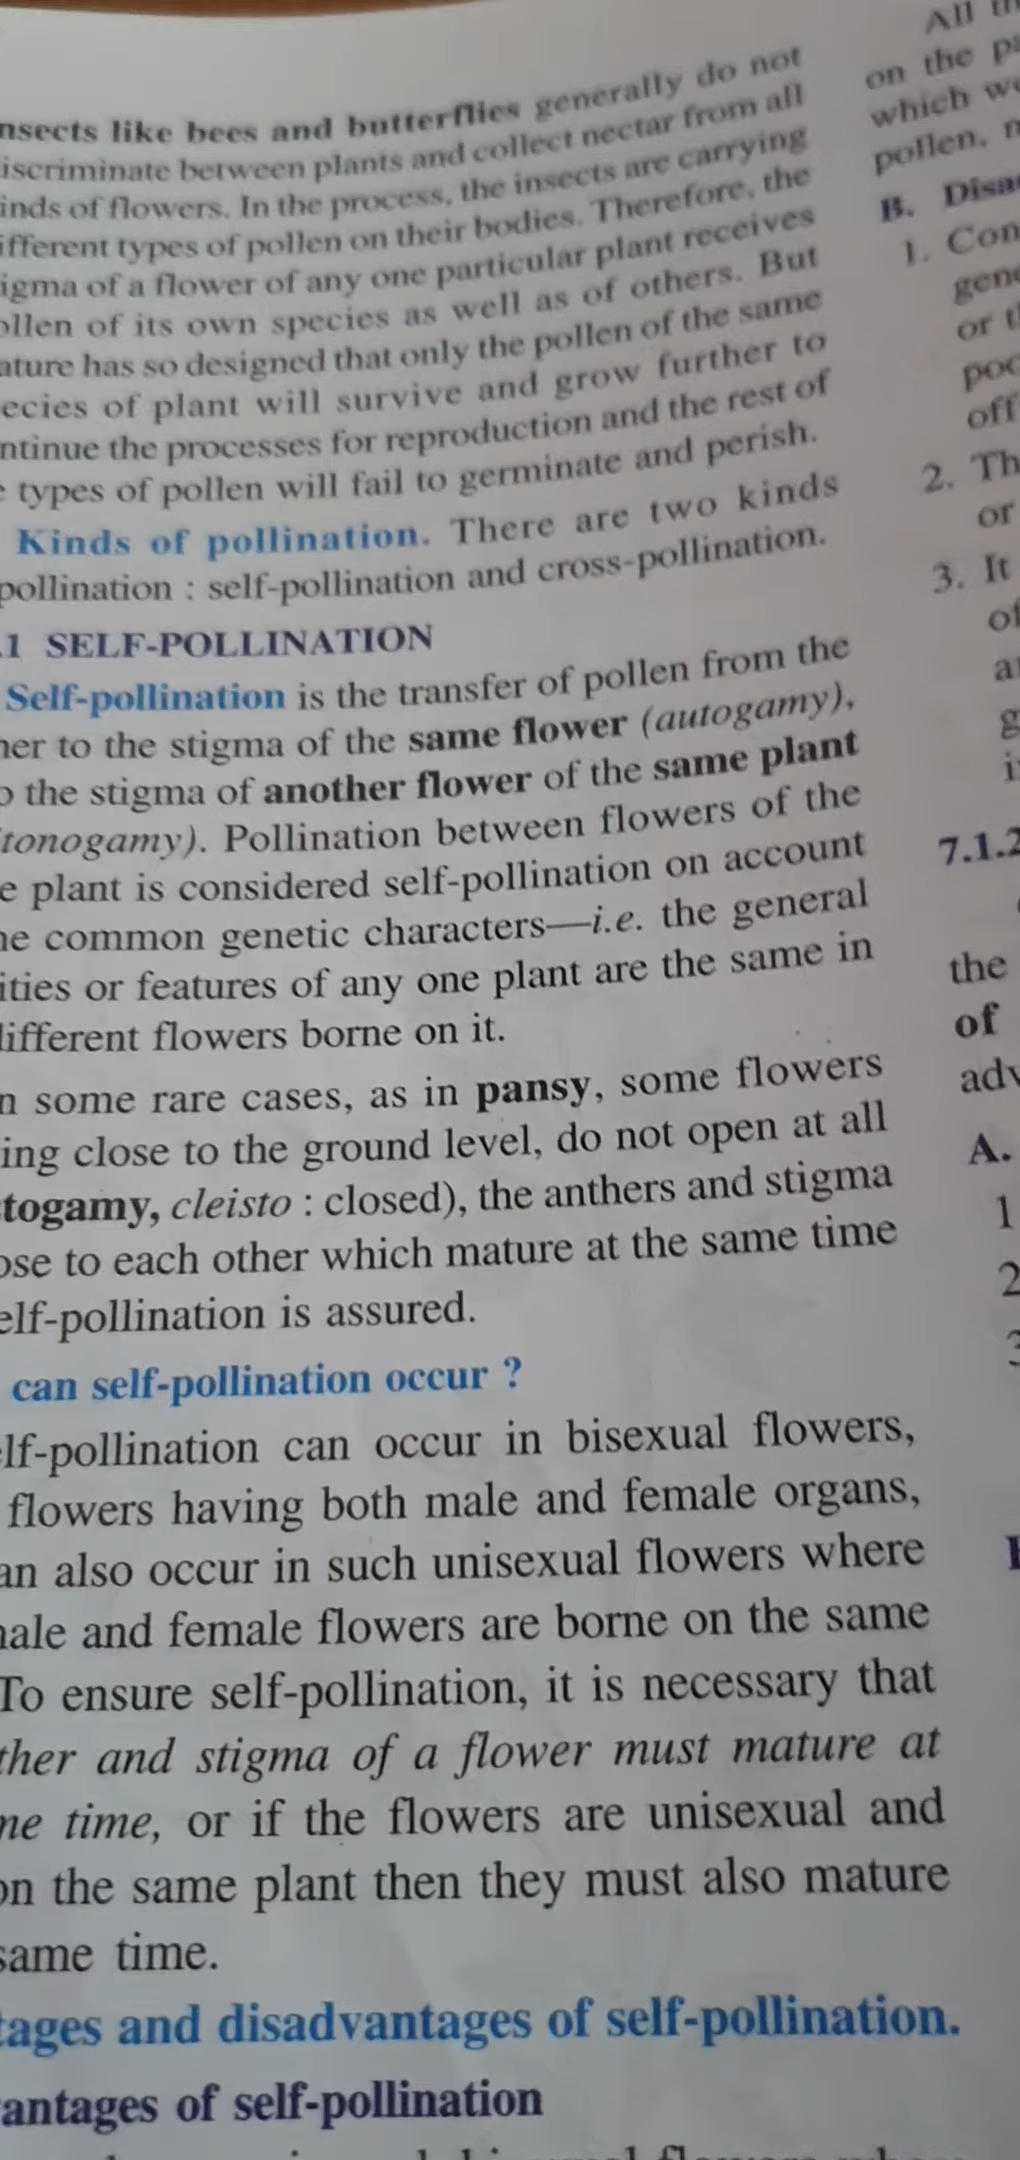 nsects like bees and butterflies generally do not
iscriminate between plants and collect nectar from all
inds of flowers. In the process, the insects are carrying
ifferent types of pollen on their bodies. Therefore, the
igma of a flower of any one particular plant receives
ollen of its own species as well as of others. But
ature has so designed that only the pollen of the same
ecies of plant will survive and grow further to
ntinue the processes for reproduction and the rest of
e types of pollen will fail to germinate and perish.
Kinds of pollination. There are two kinds
pollination : self-pollination and cross-pollination.
.1 SELF-POLLINATION
Self-pollination is the transfer of pollen from the
her to the stigma of the same flower (autogamy),
o the stigma of another flower of the same plant
tonogamy). Pollination between flowers of the
e plant is considered self-pollination on account
he common genetic characters—i.e. the general
ities or features of any one plant are the same in
different flowers borne on it.
n some rare cases, as in pansy, some flowers
ing close to the ground level, do not open at all
togamy, cleisto : closed), the anthers and stigma
ose to each other which mature at the same time
elf-pollination is assured.
can self-pollination occur ?
elf-pollination can occur in bisexual flowers,
flowers having both male and female organs,
an also occur in such unisexual flowers where
nale and female flowers are borne on the same
To ensure self-pollination, it is necessary that
ther and stigma of a flower must mature at
me time, or if the flowers are unisexual and
on the same plant then they must also mature
same time.
tages and disadvantages of self-pollination.
antages of self-pollination
All
on the pa
which we
pollen,
B. Disa
1. Con
gene
or t
poo
off
2. Th
or
3. It
of
a
g
i
7.1.2
the
of
adv
A.
1
2
3